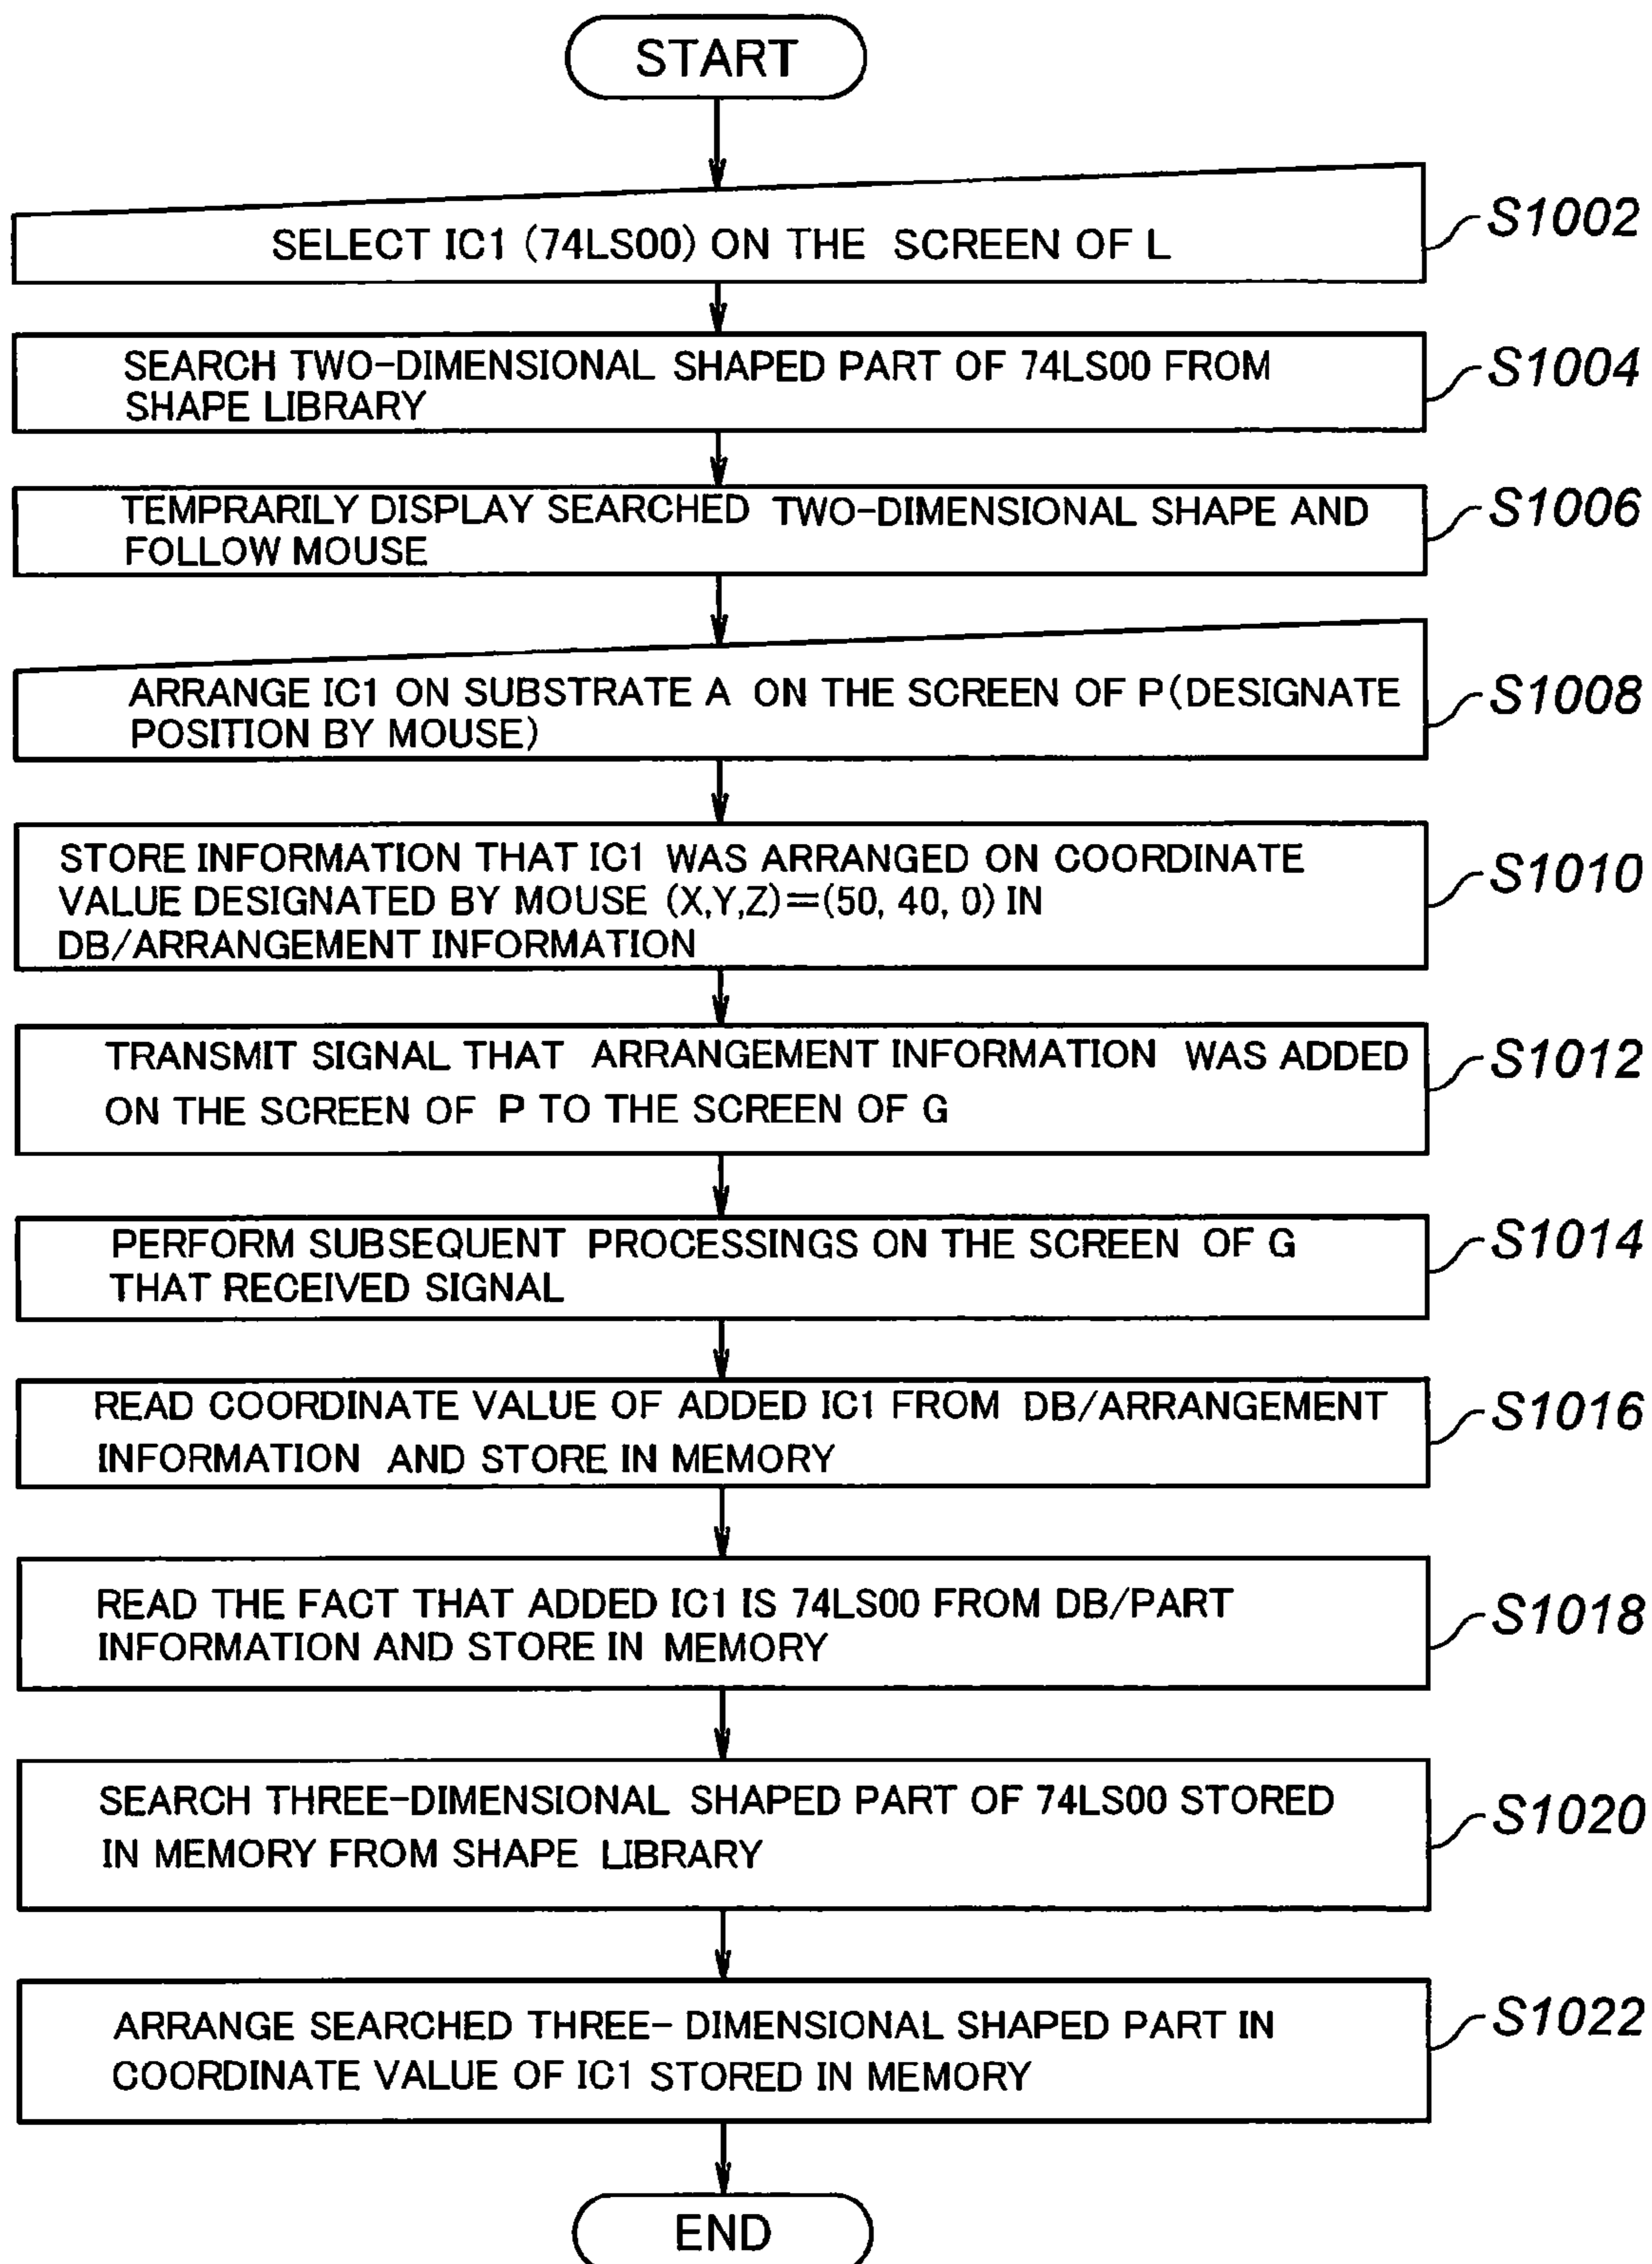 START
SELECT IC1 (74LS00) ON THE SCREEN OF L
S1002
SEARCH TWO-DIMENSIONAL SHAPED PART OF 74LS00 FROM
SHAPE LIBRARY
S1004
TEMPRARILY DISPLAY SEARCHED TWO-DIMENSIONAL SHAPE AND
FOLLOW MOUSE
S1006
ARRANGE IC1 ON SUBSTRATE A ON THE SCREEN OF P(DESIGNATE
POSITION BY MOUSE)
S1008
STORE INFORMATION THAT IC1 WAS ARRANGED ON COORDINATE
VALUE DESIGNATED BY MOUSE (X,Y,Z)=(50, 40, 0) IN
DB/ARRANGEMENT INFORMATION
S1010
TRANSMIT SIGNAL THAT ARRANGEMENT INFORMATION WAS ADDED
ON THE SCREEN OF P TO THE SCREEN OF G
S1012
PERFORM SUBSEQUENT PROCESSINGS ON THE SCREEN OF G
THAT RECEIVED SIGNAL
S1014
READ COORDINATE VALUE OF ADDED IC1 FROM DB/ARRANGEMENT
INFORMATION AND STORE IN MEMORY
S1016
READ THE FACT THAT ADDED IC1 IS 74LS00 FROM DB/PART
INFORMATION AND STORE IN MEMORY
S1018
SEARCH THREE-DIMENSIONAL SHAPED PART OF 74LS00 STORED
IN MEMORY FROM SHAPE LIBRARY
S1020
ARRANGE SEARCHED THREE- DIMENSIONAL SHAPED PART IN
COORDINATE VALUE OF IC1 STORED IN MEMORY
S1022
END